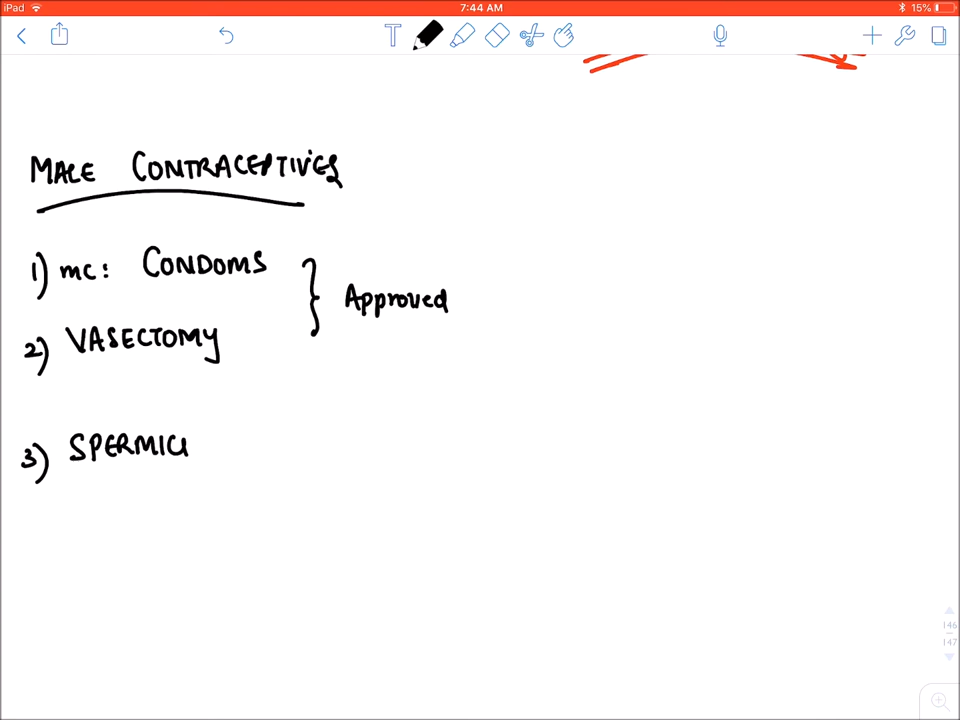 iPad 7:44 AM 15%
T
MALE CONTRACEPTIVES
1) mc: CONDOMS
Approved
2) VASECTOMY
3) SPERMICI
146
147